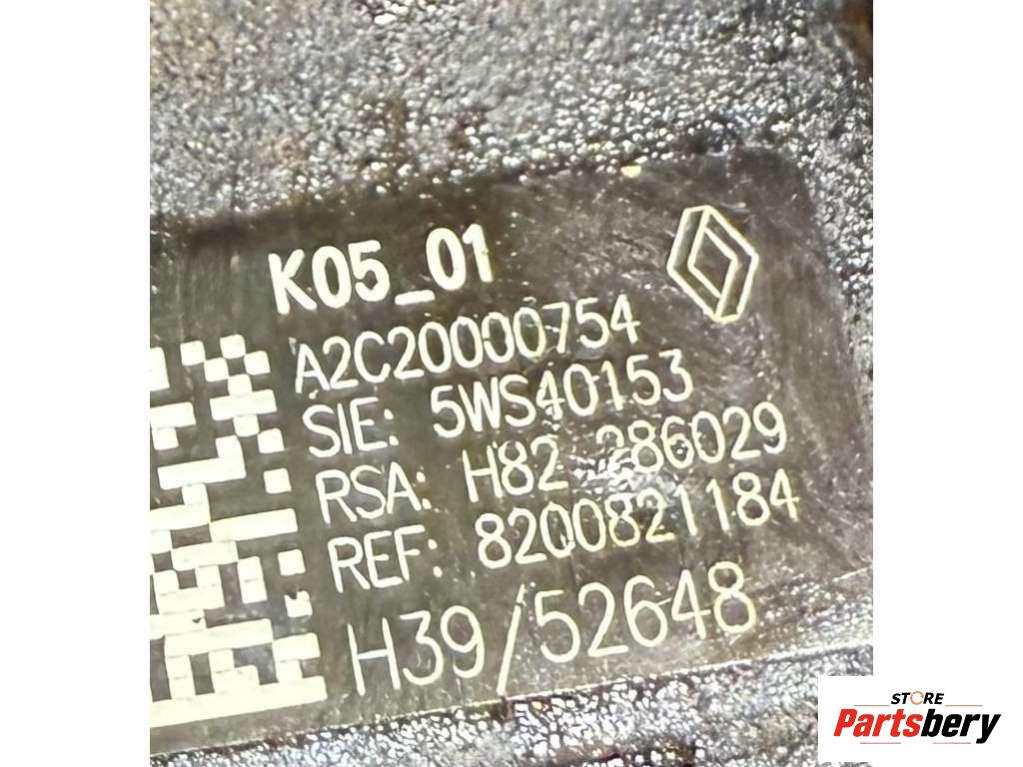 K05_01
A2C20000754
SIE: 5WS40153
RSA: H82 286029
REF: 8200821184
H39/52648
STORE
Partsbery